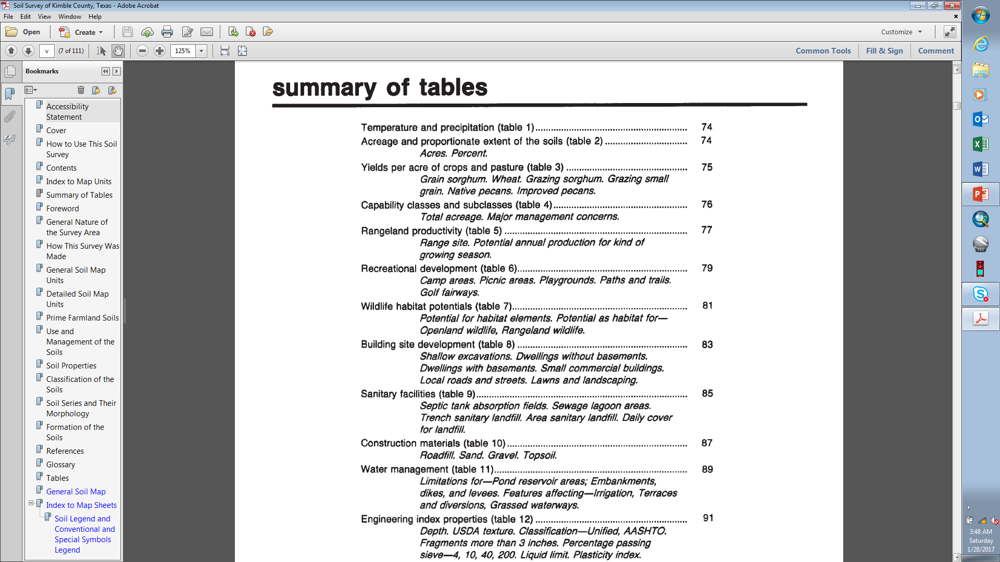 Soil Survey of Kimble County, Texas - Adobe Acrobat
File Edit View Window Help
Open Create Customize
v (7 of 111) 125% Common Tools Fill & Sign Comment
Bookmarks
Accessibility
Statement
Cover
How to Use This Soil
Survey
Contents
Index to Map Units
Summary of Tables
Foreword
General Nature of
the Survey Area
How This Survey Was
Made
General Soil Map
Units
Detailed Soil Map
Units
Prime Farmland Soils
Use and
Management of the
Soils
Soil Properties
Classification of the
Soils
Soil Series and Their
Morphology
Formation of the
Soils
References
Glossary
Tables
General Soil Map
Index to Map Sheets
Soil Legend and
Conventional and
Special Symbols
Legend
summary of tables
Temperature and precipitation (table 1)........................................................... 74
Acreage and proportionate extent of the soils (table 2) ................................ 74
Acres. Percent.
Yields per acre of crops and pasture (table 3) ............................................... 75
Grain sorghum. Wheat. Grazing sorghum. Grazing small
grain. Native pecans. Improved pecans.
Capability classes and subclasses (table 4).................................................... 76
Total acreage. Major management concerns.
Rangeland productivity (table 5) ....................................................................... 77
Range site. Potential annual production for kind of
growing season.
Recreational development (table 6).................................................................. 79
Camp areas. Picnic areas. Playgrounds. Paths and trails.
Golf fairways.
Wildlife habitat potentials (table 7).................................................................... 81
Potential for habitat elements. Potential as habitat for—
Openland wildlife, Rangeland wildlife.
Building site development (table 8) .................................................................. 83
Shallow excavations. Dwellings without basements.
Dwellings with basements. Small commercial buildings.
Local roads and streets. Lawns and landscaping.
Sanitary facilities (table 9).................................................................................. 85
Septic tank absorption fields. Sewage lagoon areas.
Trench sanitary landfill. Area sanitary landfill. Daily cover
for landfill.
Construction materials (table 10)...................................................................... 87
Roadfill. Sand. Gravel. Topsoil.
Water management (table 11)........................................................................... 89
Limitations for—Pond reservoir areas; Embankments,
dikes, and levees. Features affecting—Irrigation, Terraces
and diversions, Grassed waterways.
Engineering index properties (table 12) ........................................................... 91
Depth. USDA texture. Classification—Unified, AASHTO.
Fragments more than 3 inches. Percentage passing
sieve—4, 10, 40, 200. Liquid limit. Plasticity index.
PRO
3:48 AM
Saturday
1/28/2017